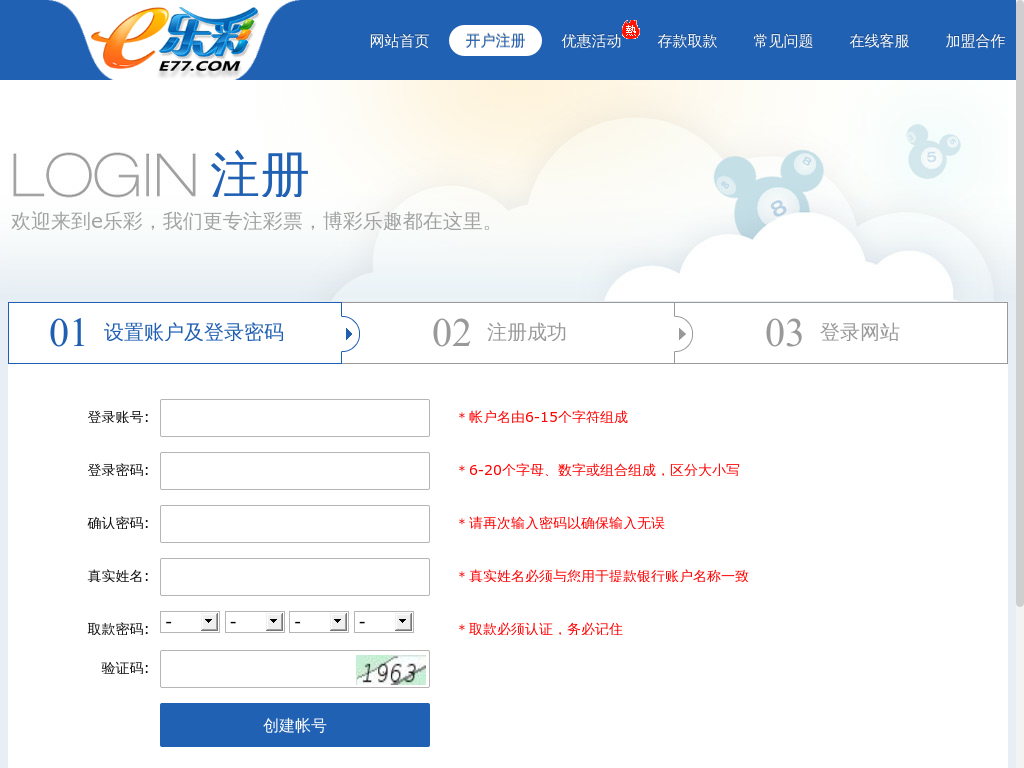 e乐彩
E77.COM
网站首页 开户注册 优惠活动 热 存款取款 常见问题 在线客服 加盟合作
LOGIN 注册
欢迎来到e乐彩，我们更专注彩票，博彩乐趣都在这里。
8 8 8 5
01 设置账户及登录密码 02 注册成功 03 登录网站
登录账号: * 帐户名由6-15个字符组成
登录密码: * 6-20个字母、数字或组合组成，区分大小写
确认密码: * 请再次输入密码以确保输入无误
真实姓名: * 真实姓名必须与您用于提款银行账户名称一致
取款密码: - - - - * 取款必须认证，务必记住
验证码: 1963
创建帐号